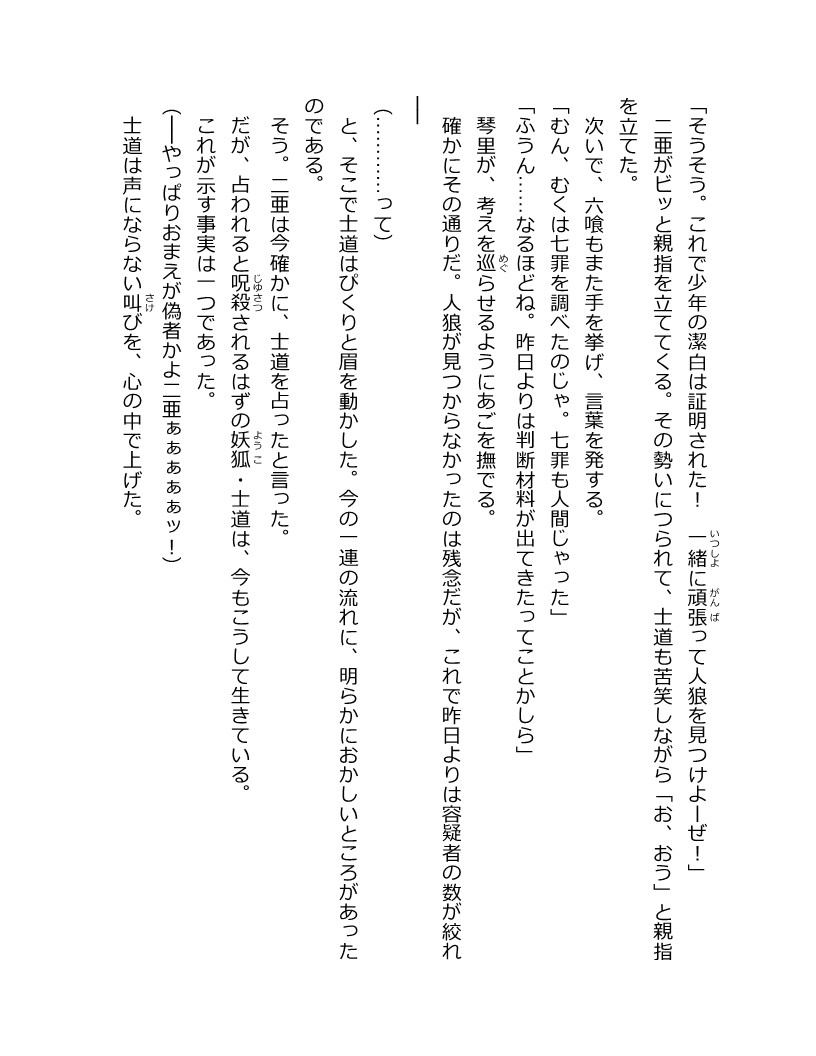 「そうそう。これで少年の潔白は証明された！　一緒に頑張って人狼を見つけよーぜ！」
二亜がビッと親指を立ててくる。その勢いにつられて、士道も苦笑しながら「お、おう」と親指
を立てた。
次いで、六喰もまた手を挙げ、言葉を発する。
「むん、むくは七罪を調べたのじゃ。七罪も人間じゃった」
「ふうん……なるほどね。昨日よりは判断材料が出てきたってことかしら」
琴里が、考えを巡らせるようにあごを撫でる。
確かにその通りだ。人狼が見つからなかったのは残念だが、これで昨日よりは容疑者の数が絞れ
――
（…………って）
と、そこで士道はぴくりと眉を動かした。今の一連の流れに、明らかにおかしいところがあった
のである。
そう。二亜は今確かに、士道を占ったと言った。
だが、占われると呪殺されるはずの妖狐・士道は、今もこうして生きている。
これが示す事実は一つであった。
（――やっぱりおまえが偽者かよ二亜ぁぁぁぁぁッ！）
士道は声にならない叫びを、心の中で上げた。